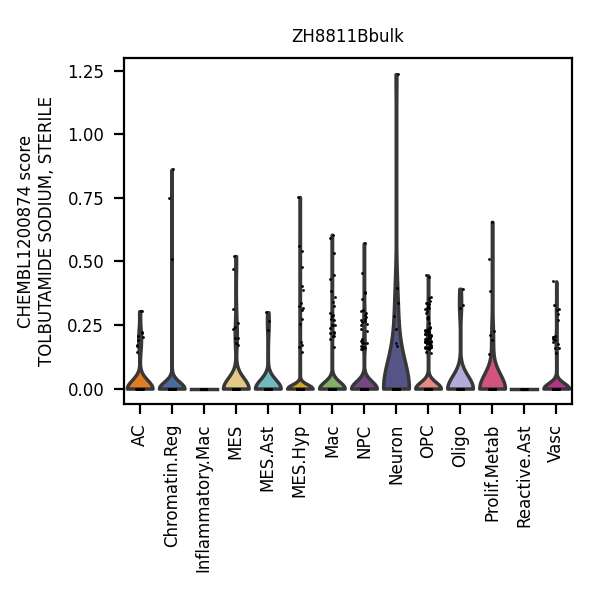 ZH8811Bbulk
CHEMBL1200874 score
TOLBUTAMIDE SODIUM, STERILE
1.25
1.00
0.75
0.50
0.25
0.00
AC
Chromatin.Reg
Inflammatory.Mac
MES
MES.Ast
MES.Hyp
Mac
NPC
Neuron
OPC
Oligo
Prolif.Metab
Reactive.Ast
Vasc